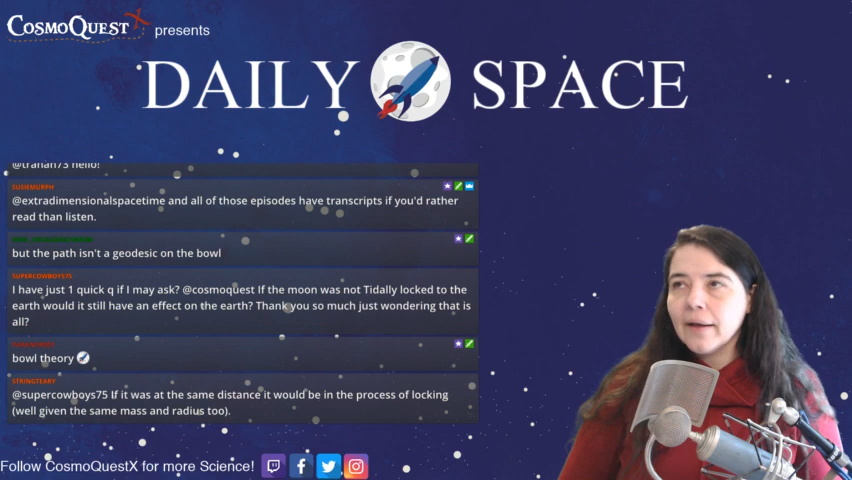 COSMOQUEST X presents
DAILY SPACE
@trahan73 hello!
SUSIEMURPH
@extradimensionalspacetime and all of those episodes have transcripts if you'd rather
read than listen.
but the path isn't a geodesic on the bowl
SUPERCOWBOYS75
I have just 1 quick q if I may ask? @cosmoquest If the moon was not Tidally locked to the
earth would it still have an effect on the earth? Thank you so much just wondering that is
all?
bowl theory
STRINGTEARY
@supercowboys75 If it was at the same distance it would be in the process of locking
(well given the same mass and radius too).
Follow CosmoQuestX for more Science!